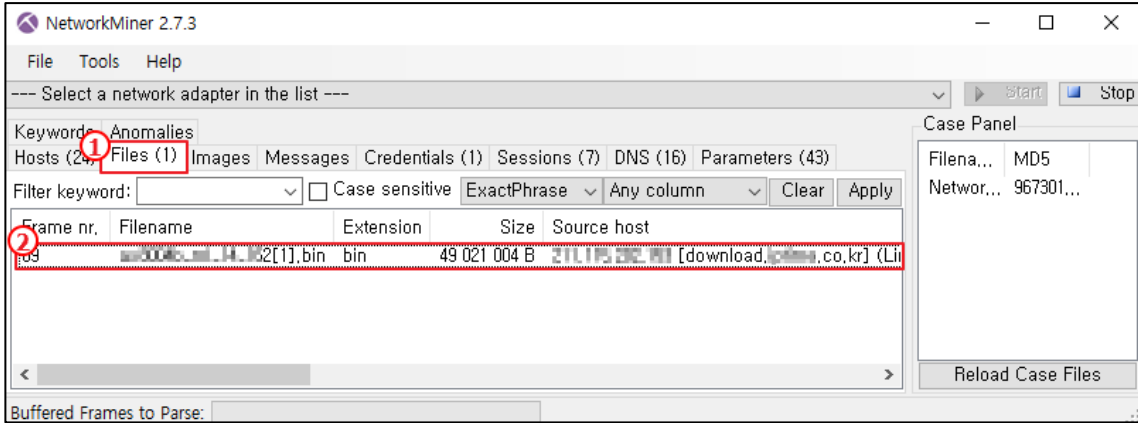 NetworkMiner 2.7.3
File Tools Help
--- Select a network adapter in the list ---
Start Stop
Keywords Anomalies
1
Hosts (24) Files (1) Images Messages Credentials (1) Sessions (7) DNS (16) Parameters (43)
Filter keyword: Case sensitive ExactPhrase Any column Clear Apply
Frame nr. Filename Extension Size Source host
2
2[1].bin bin 49 021 004 B [download. .co.kr] (Li
Case Panel
Filena... MD5
Networ... 967301...
Reload Case Files
Buffered Frames to Parse: